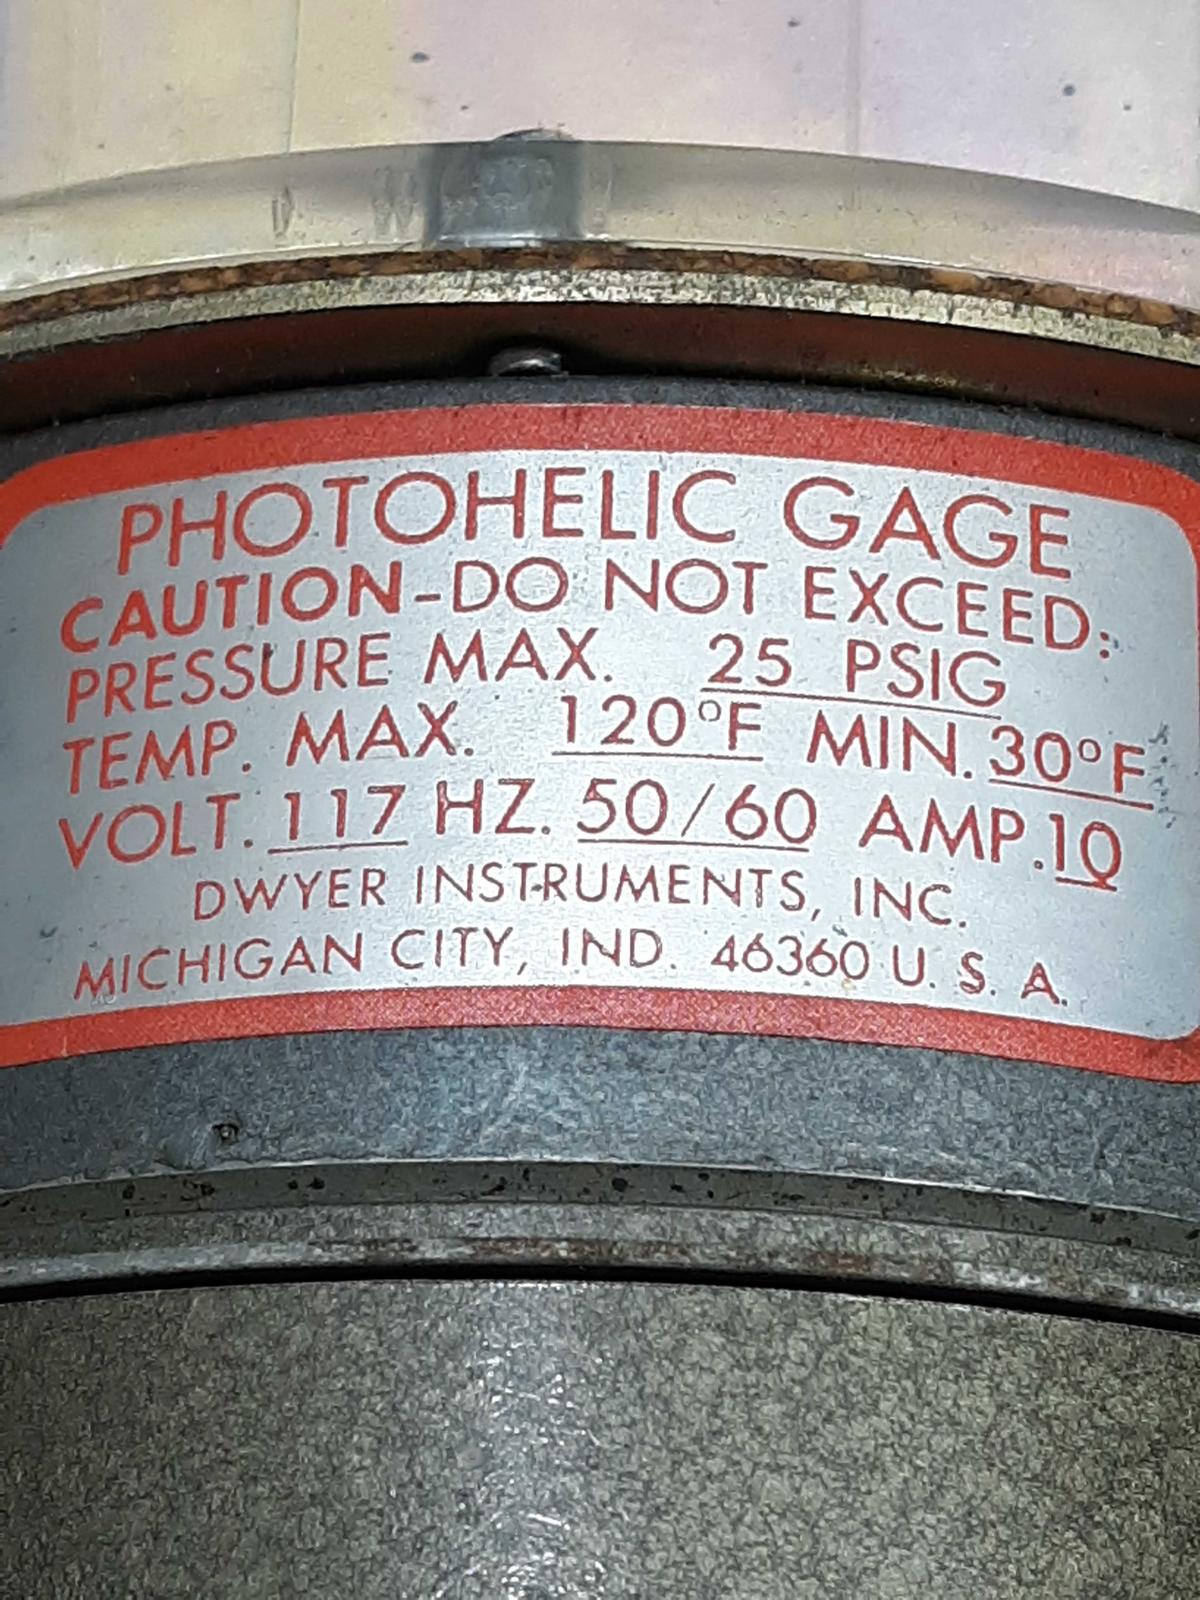 PHOTOHELIC GAGE
CAUTION-DO NOT EXCEED:
PRESSURE MAX. 25 PSIG
TEMP. MAX. 120°F MIN. 30°F
VOLT. 117 HZ. 50/60 AMP. 10
DWYER INSTRUMENTS, INC.
MICHIGAN CITY, IND. 46360 U. S. A.